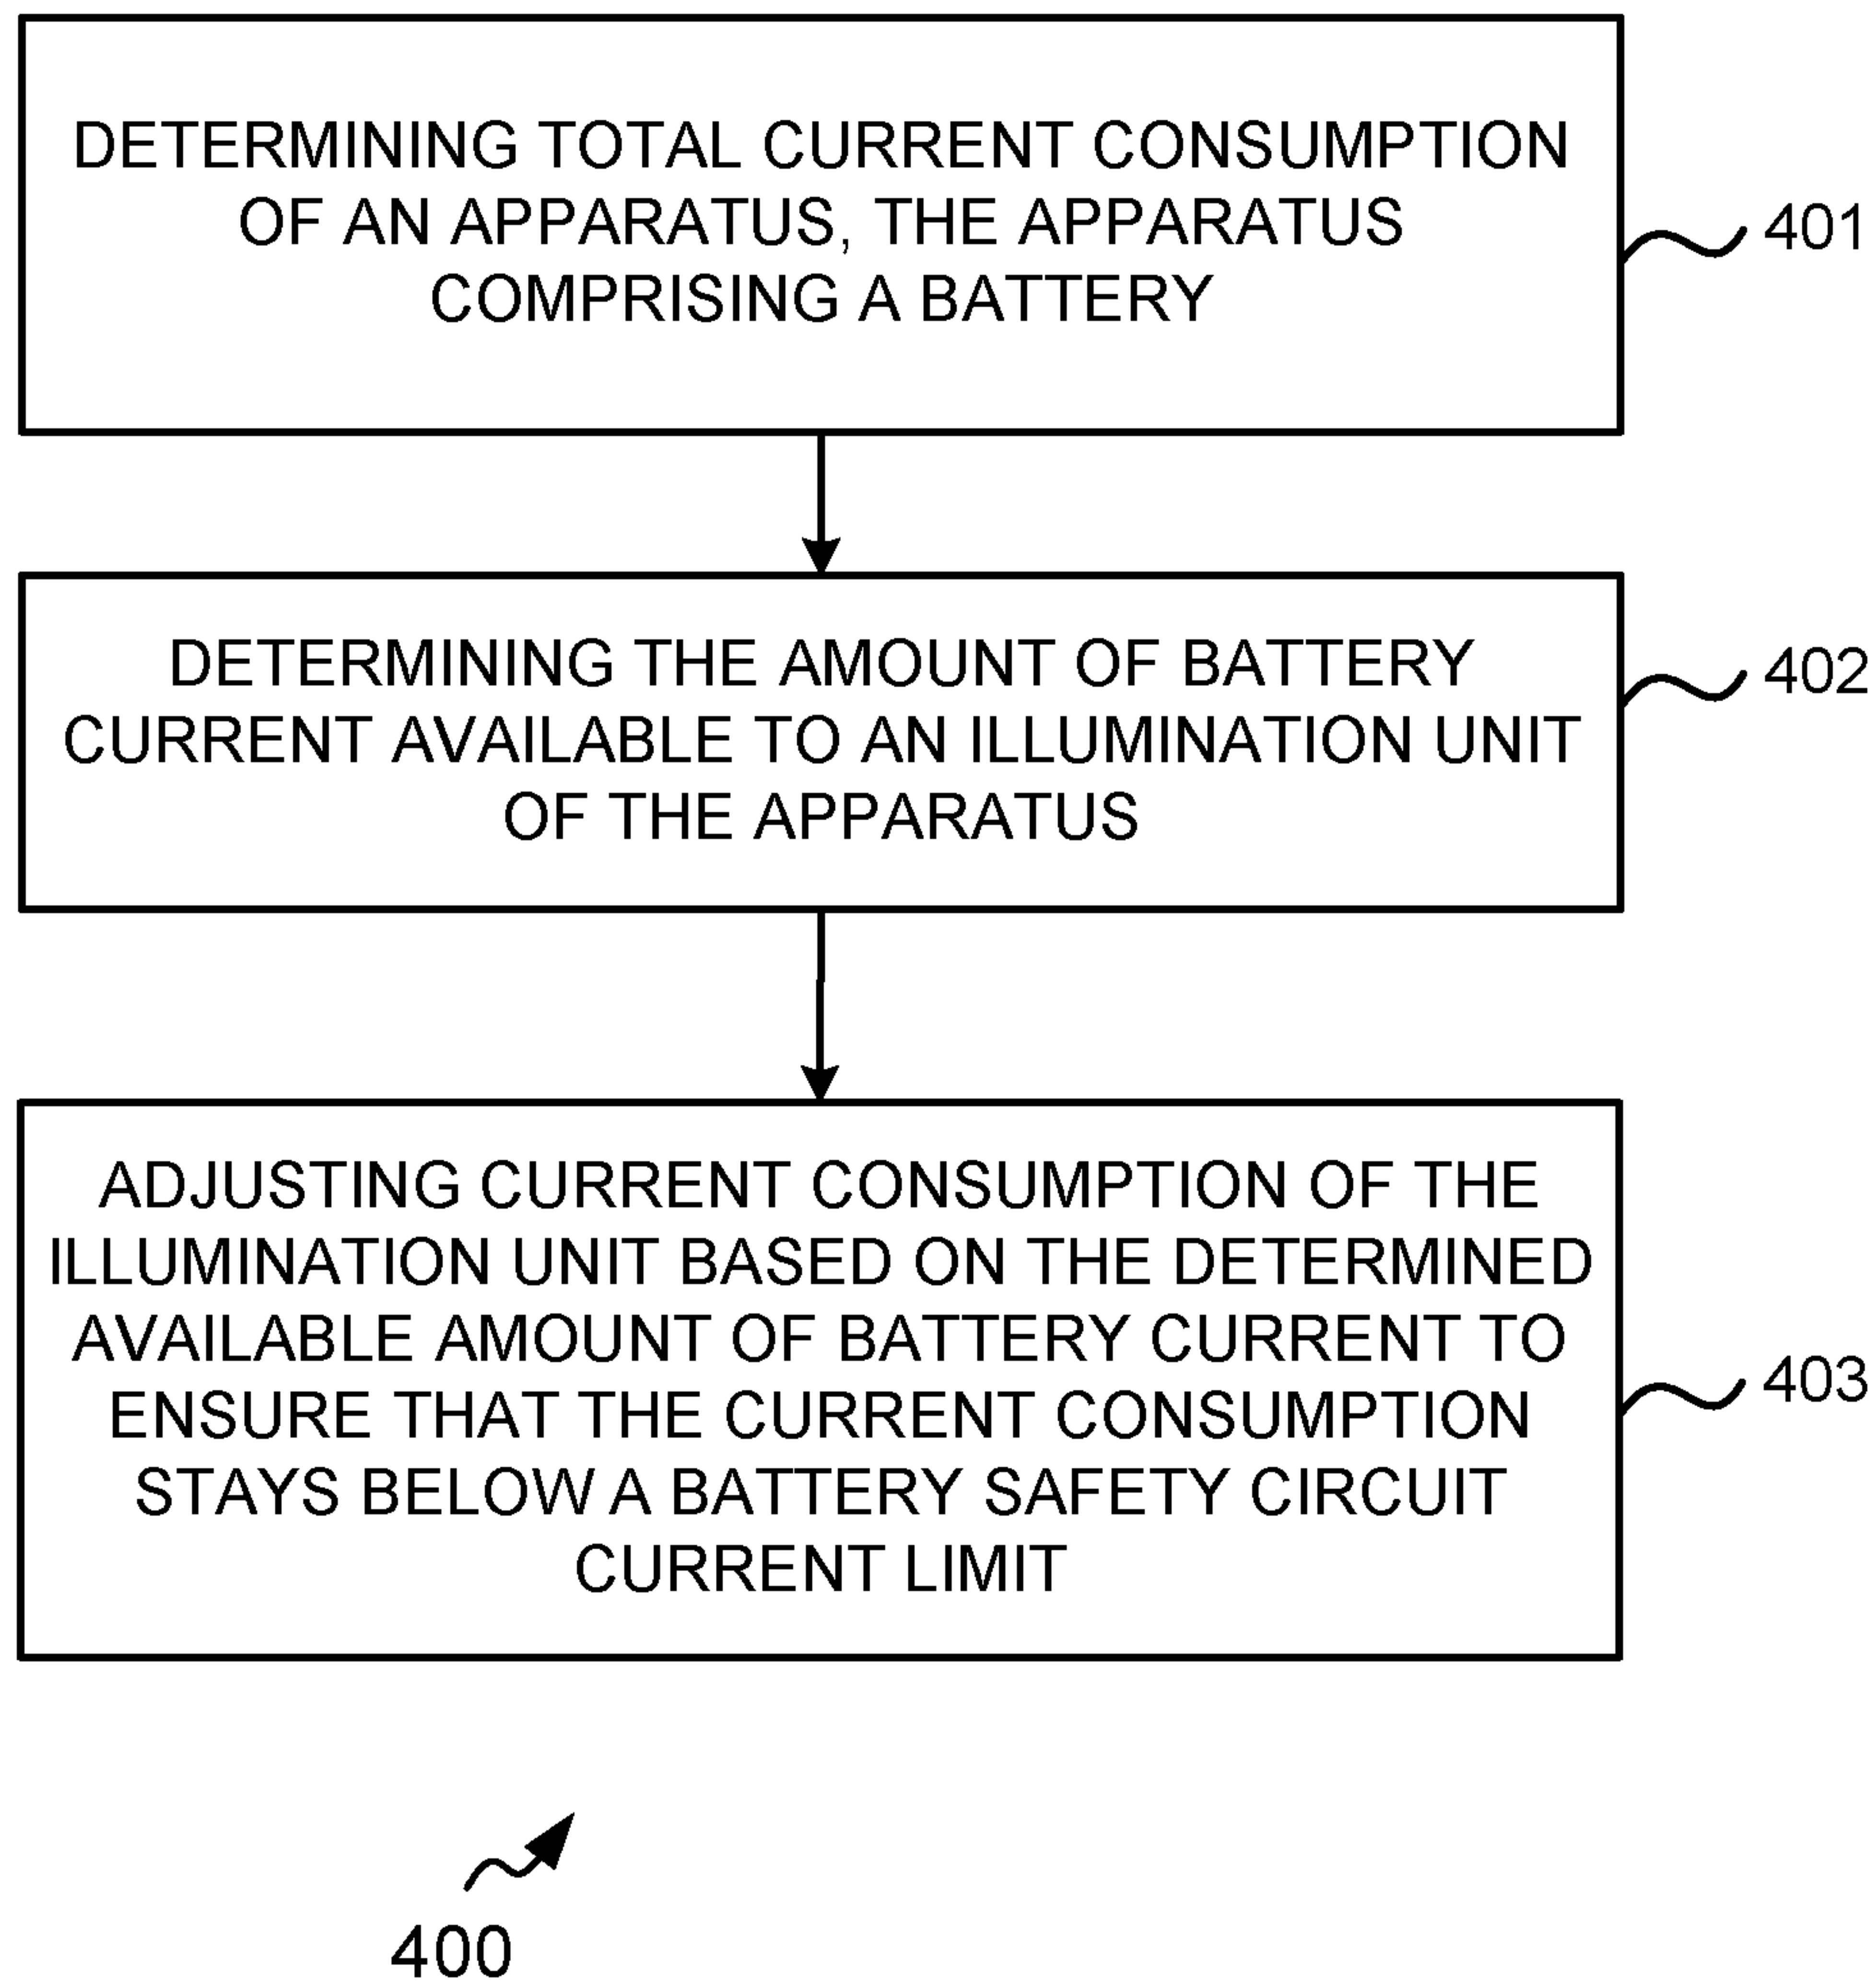 DETERMINING TOTAL CURRENT CONSUMPTION
OF AN APPARATUS, THE APPARATUS
COMPRISING A BATTERY
401
DETERMINING THE AMOUNT OF BATTERY
CURRENT AVAILABLE TO AN ILLUMINATION UNIT
OF THE APPARATUS
402
ADJUSTING CURRENT CONSUMPTION OF THE
ILLUMINATION UNIT BASED ON THE DETERMINED
AVAILABLE AMOUNT OF BATTERY CURRENT TO
ENSURE THAT THE CURRENT CONSUMPTION
STAYS BELOW A BATTERY SAFETY CIRCUIT
CURRENT LIMIT
403
400